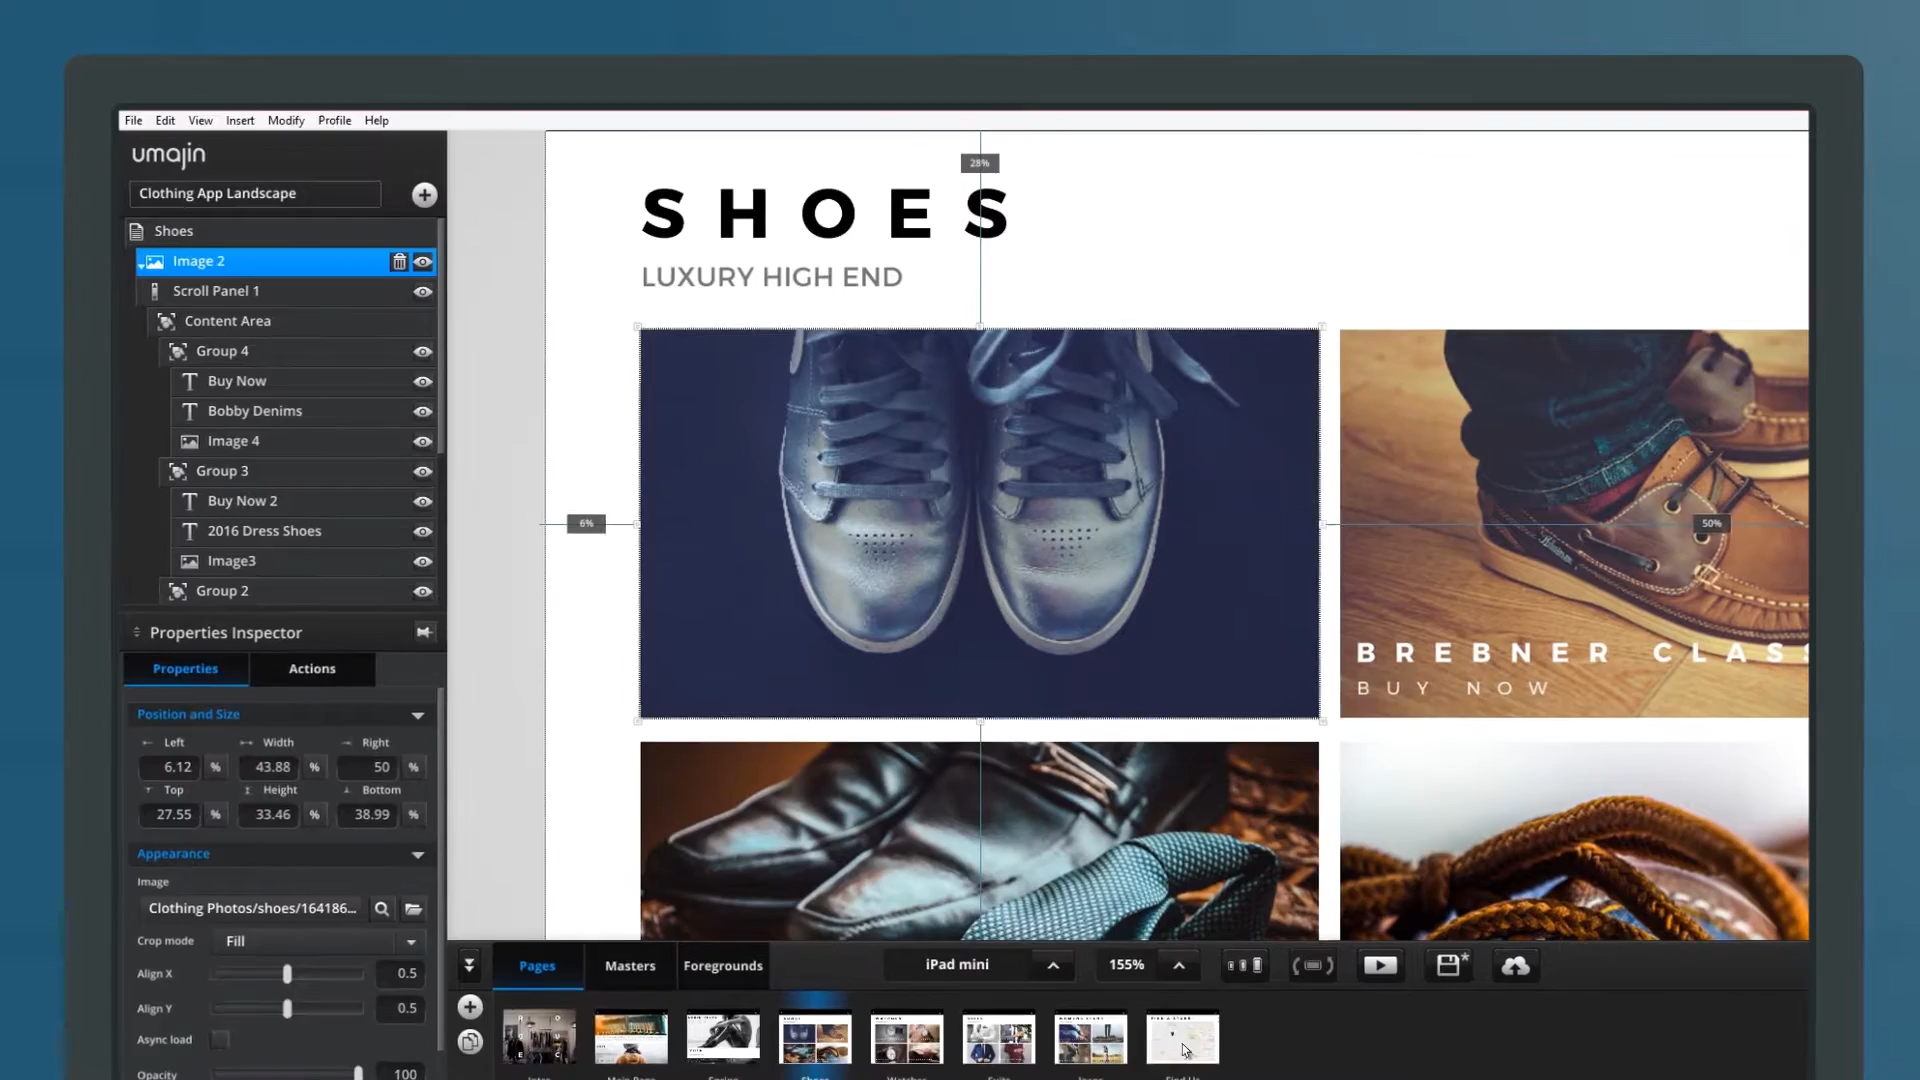 File Edit View Insert Modify Profile Help
umajin
Clothing App Landscape
Shoes
Image 2
Scroll Panel 1
Content Area
Group 4
Buy Now
Bobby Denims
Image 4
Group 3
Buy Now 2
2016 Dress Shoes
Image3
Group 2
Properties Inspector
Properties Actions
Position and Size
Left Width Right
6.12 % 43.88 % 50 %
Top Height Bottom
27.55 % 33.46 % 38.99 %
Appearance
Image
Clothing Photos/shoes/164186...
Crop mode Fill
Align X 0.5
Align Y 0.5
Async load
Opacity 100
28%
SHOES
LUXURY HIGH END
6%
50%
BREBNER CLASS
BUY NOW
Pages Masters Foregrounds iPad mini 155%